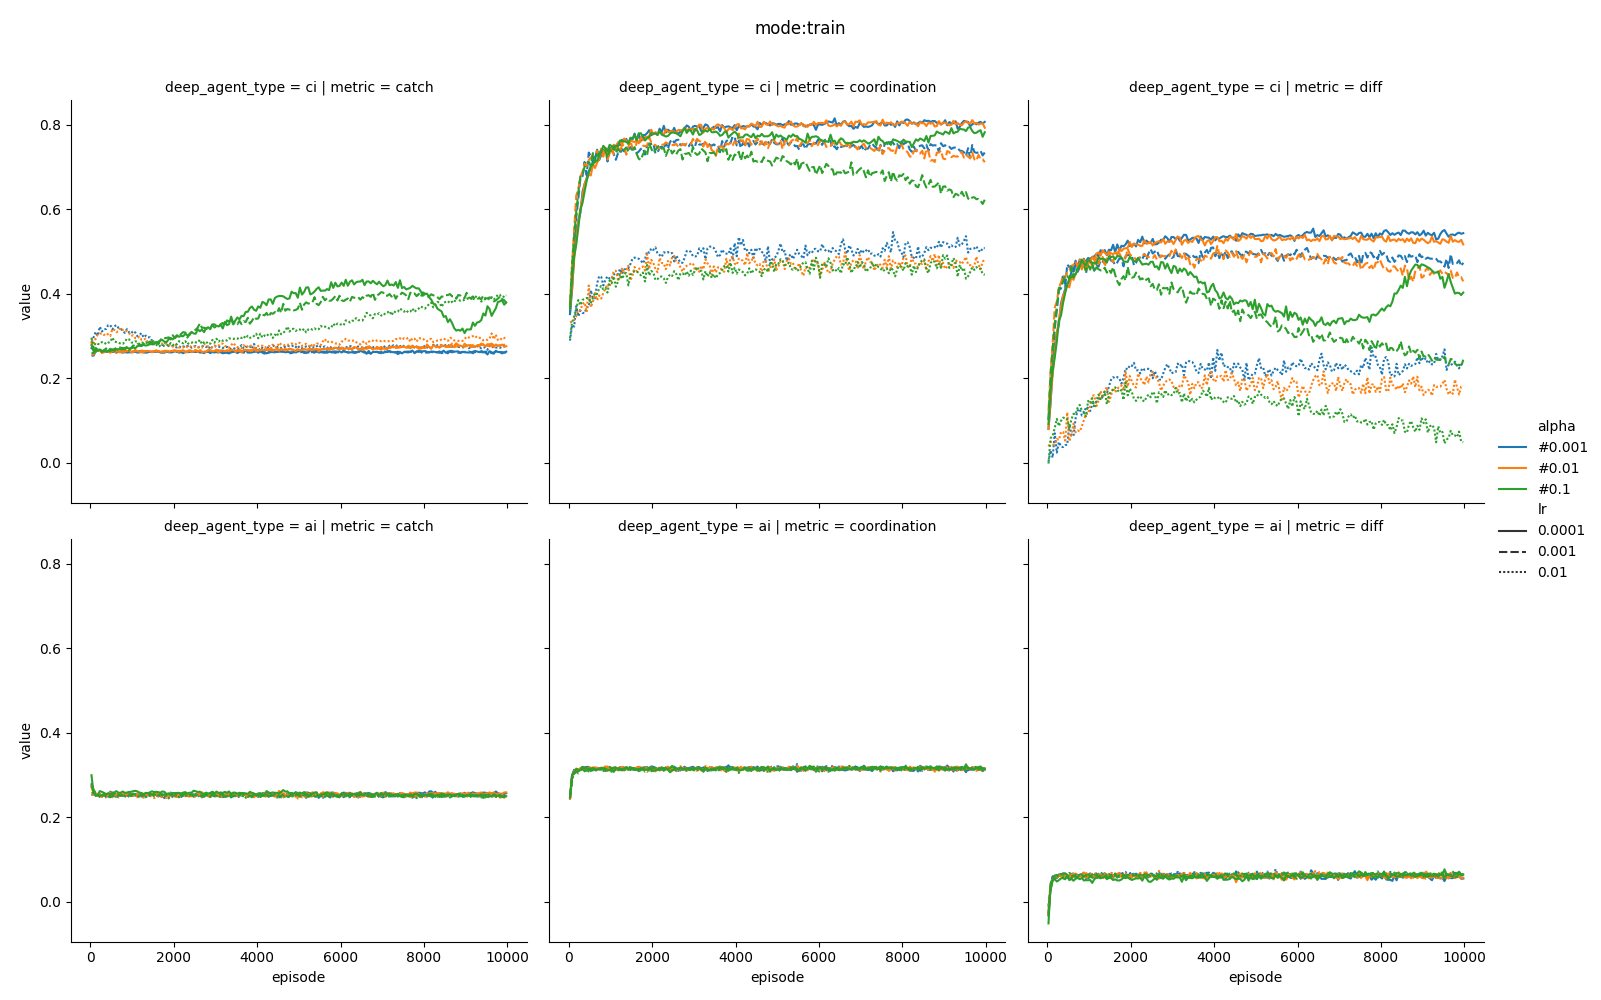 mode:train
deep_agent_type = ci | metric = catch
deep_agent_type = ci | metric = coordination
deep_agent_type = ci | metric = diff
0.8
0.6
0.4
0.2
0.0
value
deep_agent_type = ai | metric = catch
deep_agent_type = ai | metric = coordination
deep_agent_type = ai | metric = diff
0.8
0.6
0.4
0.2
0.0
value
0 2000 4000 6000 8000 10000
episode
0 2000 4000 6000 8000 10000
episode
0 2000 4000 6000 8000 10000
episode
alpha
#0.001
#0.01
#0.1
lr
0.0001
0.001
0.01